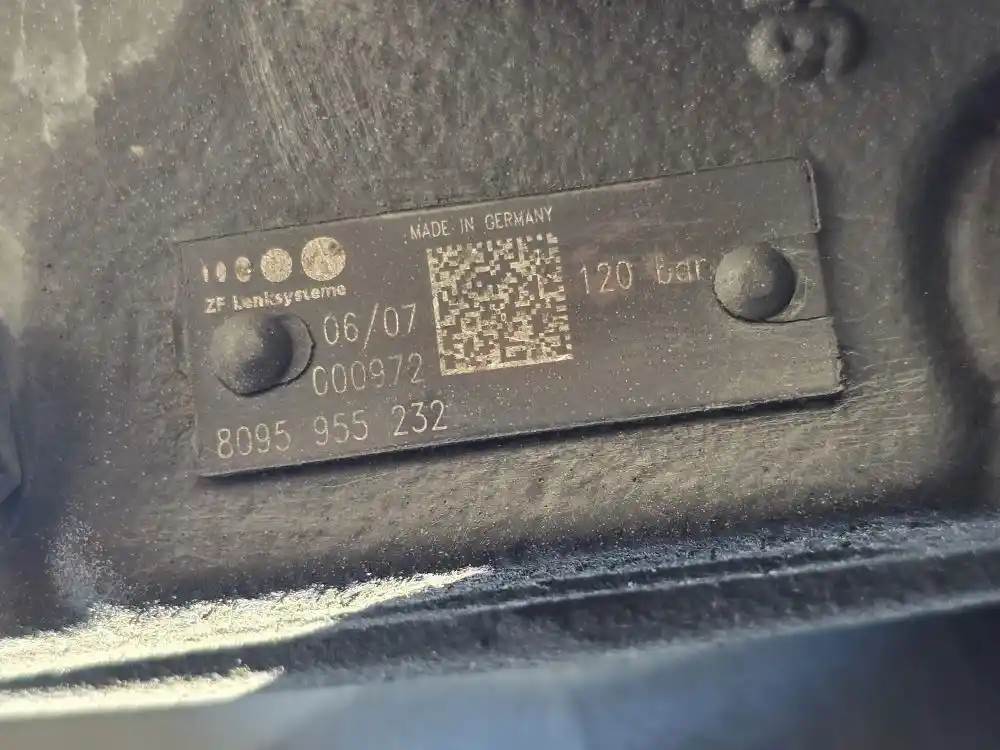 MADE IN GERMANY
ZF Lenksysteme
120 bar
06/07
000972
8095 955 232